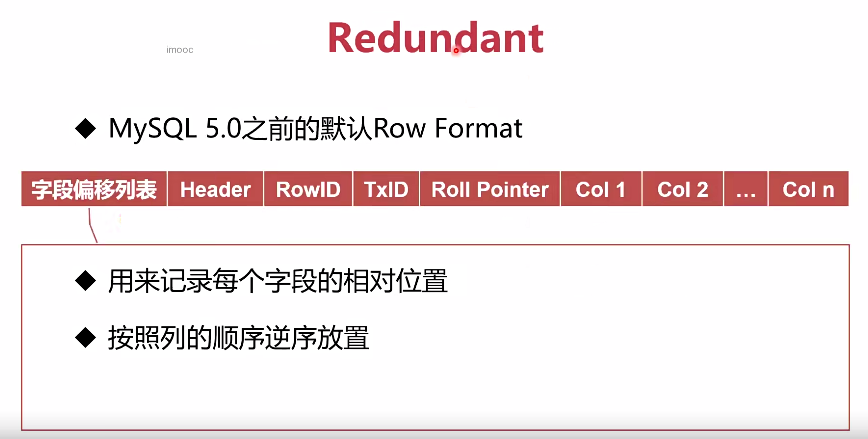 Redundant
imooc
◆ MySQL 5.0之前的默认Row Format
字段偏移列表 Header RowID TxID Roll Pointer Col 1 Col 2 ... Col n
◆ 用来记录每个字段的相对位置
◆ 按照列的顺序逆序放置